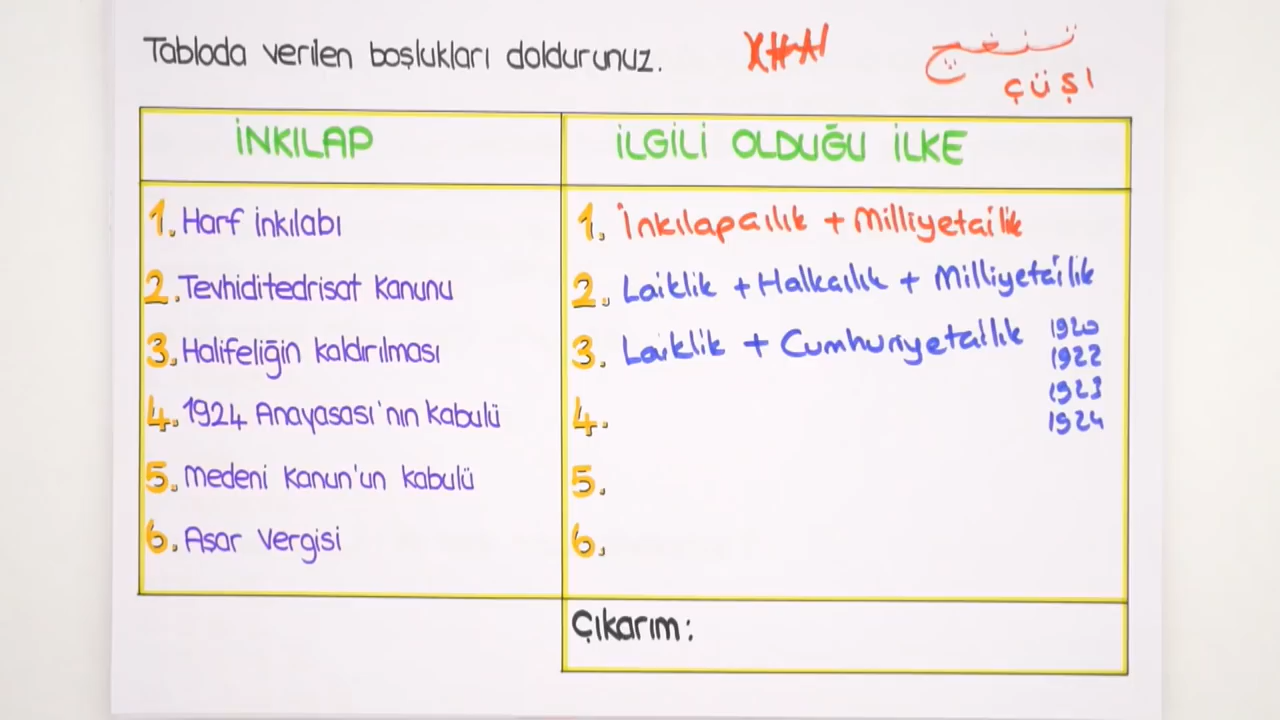 Tabloda verilen boşlukları doldurunuz.
çüşı
İNKILAP
İLGİLİ OLDUĞU İLKE
1. Harf inkılabı
1. İnkılapçılık + Milliyetçilik
2. Tevhiditedrisat Kanunu
2. Laiklik + Halkçılık + Milliyetçilik
3. Halifeliğin kaldırılması
3. Laiklik + Cumhuriyetçilik
1920
1922
1923
1924
4. 1924 Anayasası'nın kabulü
4.
5. Medeni Kanun'un kabulü
5.
6. Aşar Vergisi
6.
Çıkarım: